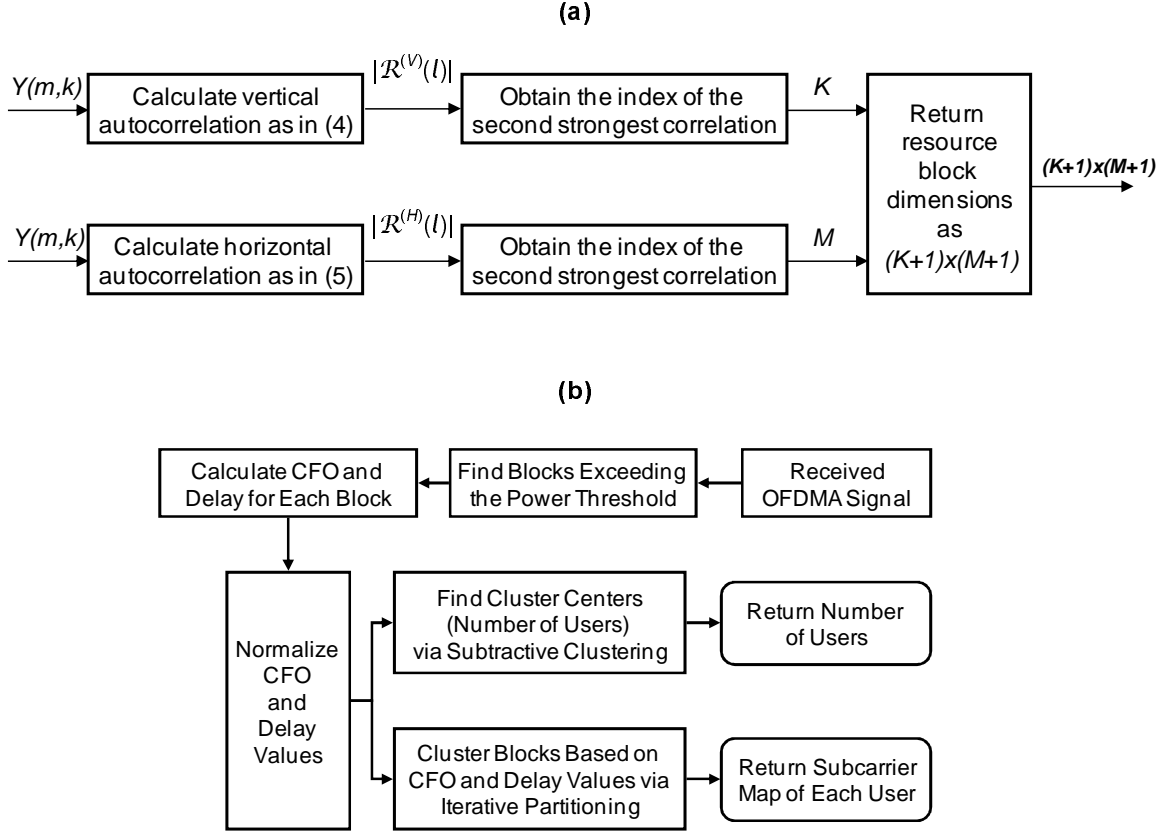 (a)
Y(m,k)
Calculate vertical
autocorrelation as in (4)
|ℛ^(V)(l)|
Obtain the index of the
second strongest correlation
K
Return
resource
block
dimensions
as
(K+1)x(M+1)
(K+1)x(M+1)
Y(m,k)
Calculate horizontal
autocorrelation as in (5)
|ℛ^(H)(l)|
Obtain the index of the
second strongest correlation
M
(b)
Calculate CFO and
Delay for Each Block
Find Blocks Exceeding
the Power Threshold
Received
OFDMA Signal
Normalize
CFO
and
Delay
Values
Find Cluster Centers
(Number of Users)
via Subtractive Clustering
Return Number
of Users
Cluster Blocks Based on
CFO and Delay Values via
Iterative Partitioning
Return Subcarrier
Map of Each User